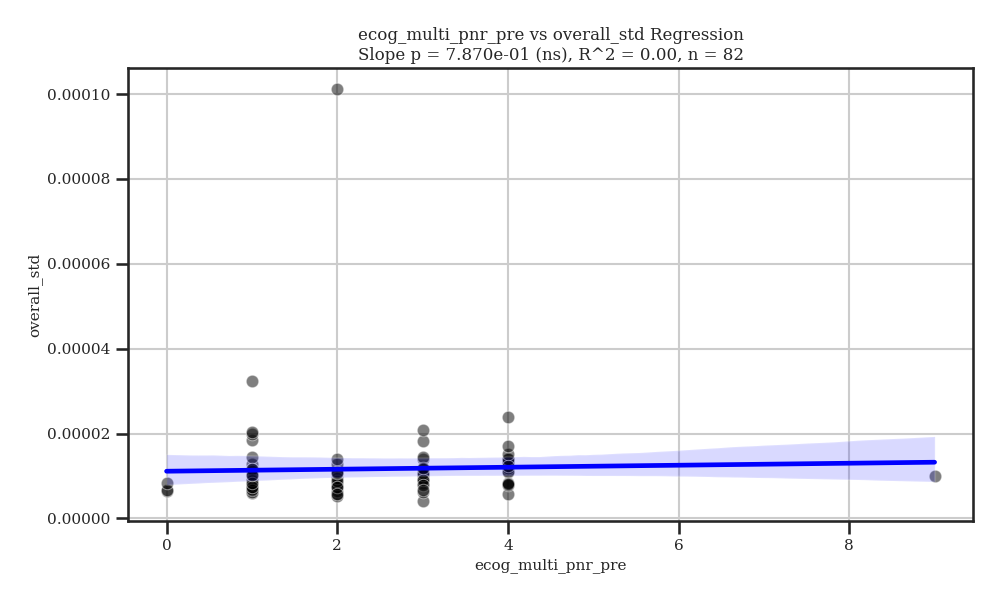 ecog_multi_pnr_pre vs overall_std Regression
Slope p = 7.870e-01 (ns), R^2 = 0.00, n = 82
0.00010
0.00008
0.00006
0.00004
0.00002
0.00000
overall_std
0 2 4 6 8
ecog_multi_pnr_pre